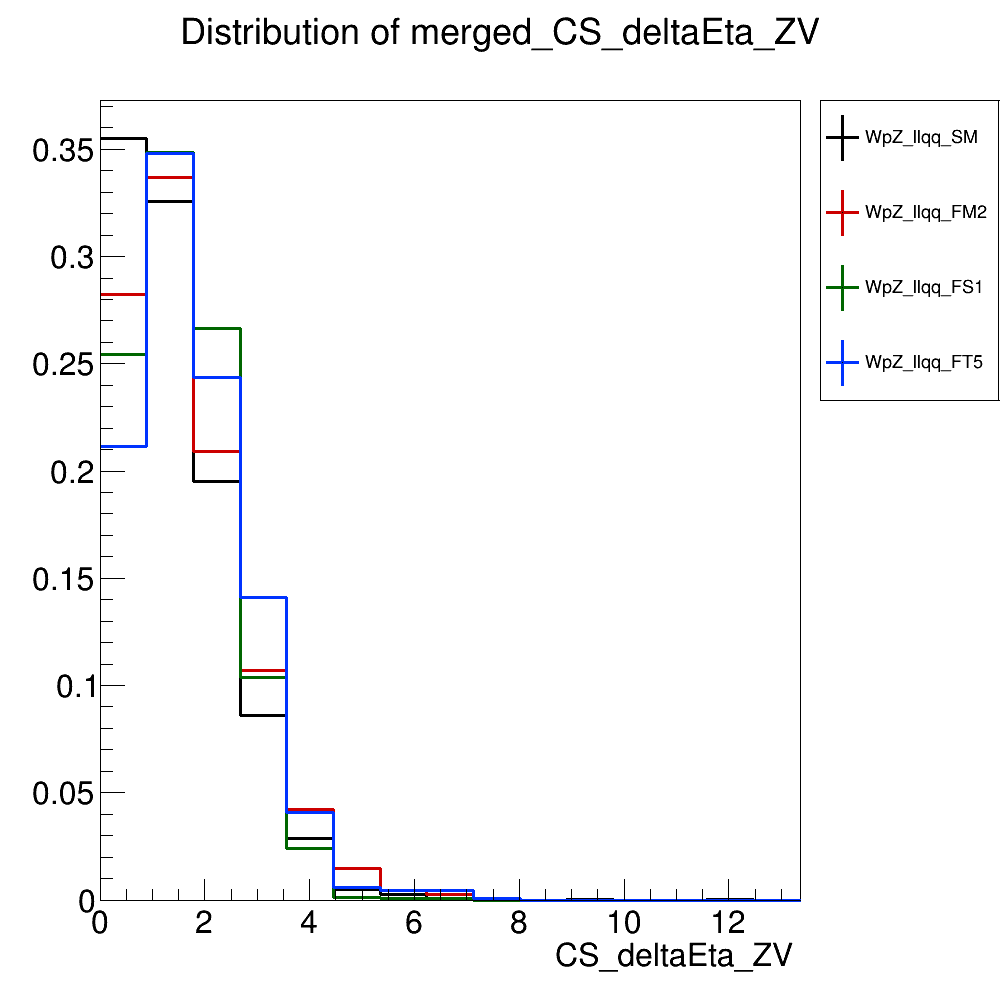 Distribution of merged_CS_deltaEta_ZV
0.35
0.3
0.25
0.2
0.15
0.1
0.05
0
0 2 4 6 8 10 12
CS_deltaEta_ZV
WpZ_llqq_SM
WpZ_llqq_FM2
WpZ_llqq_FS1
WpZ_llqq_FT5